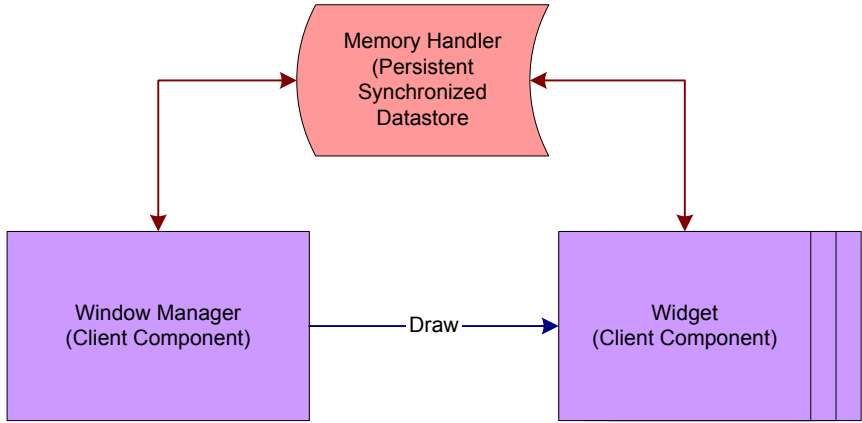 Memory Handler
(Persistent
Synchronized
Datastore
Window Manager
(Client Component)
Draw
Widget
(Client Component)